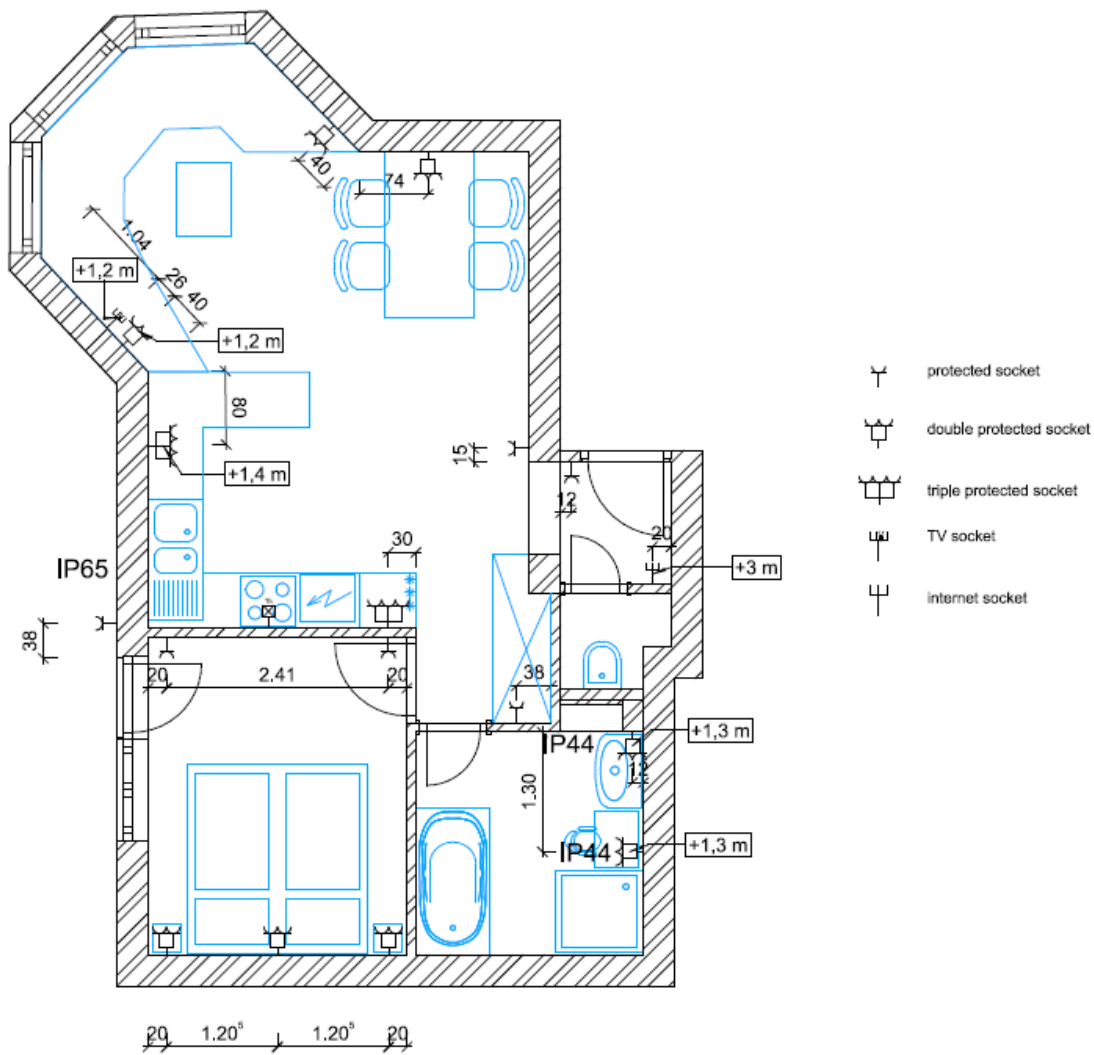 40
74
1.04
26
40
+1,2 m
+1,2 m
80
+1,4 m
15
12
20
+3 m
30
IP65
38
20
2.41
20
38
IP44
+1,3 m
12
1.30
IP44
+1,3 m
20
1.20⁵
1.20⁵
20
protected socket
double protected socket
triple protected socket
TV socket
internet socket